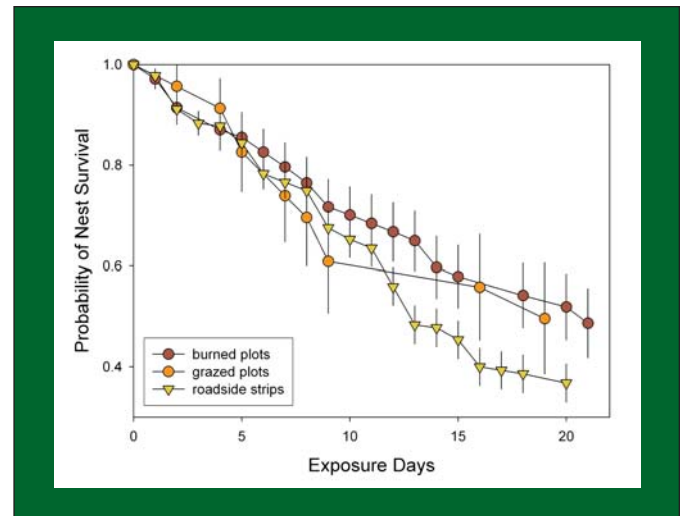 1.0
0.8
0.6
0.4
Probability of Nest Survival
burned plots
grazed plots
roadside strips
0 5 10 15 20
Exposure Days